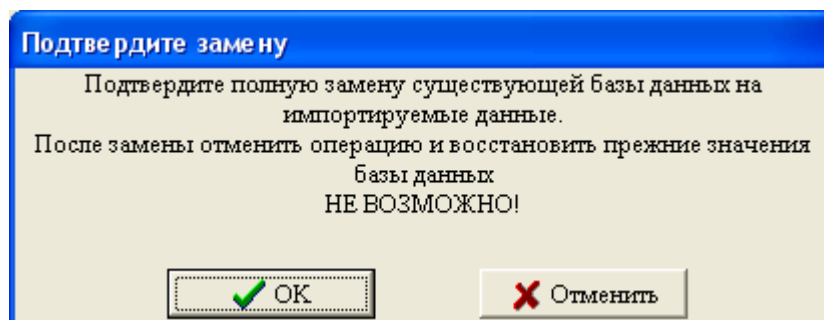 Подтвердите замену
Подтвердите полную замену существующей базы данных на
импортируемые данные.
После замены отменить операцию и восстановить прежние значения
базы данных
НЕ ВОЗМОЖНО!
OK
Отменить